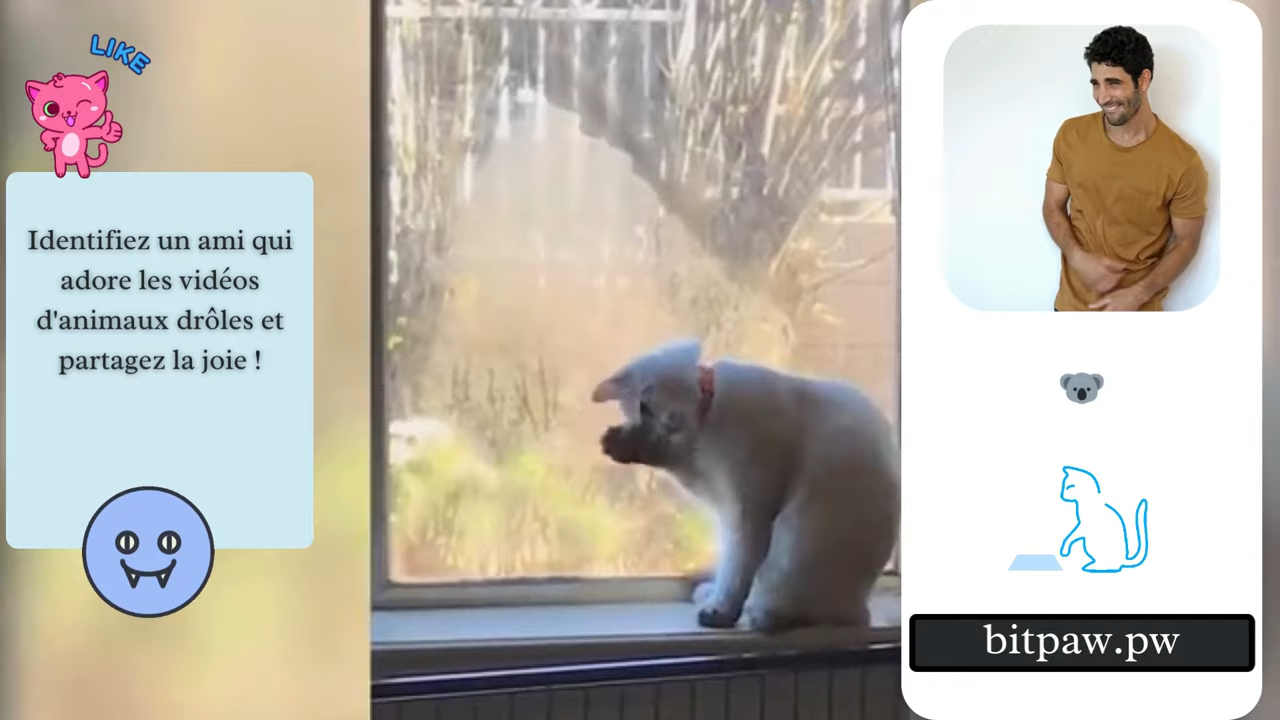 LIKE
Identifiez un ami qui
adore les vidéos
d'animaux drôles et
partagez la joie !
bitpaw.pw